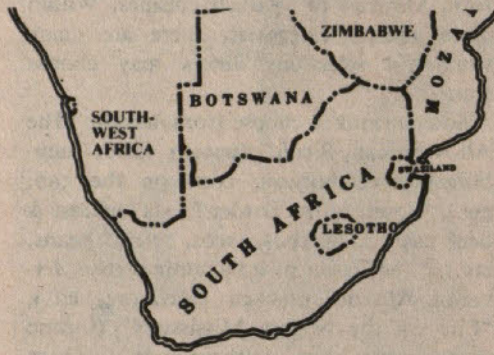 ZIMBABWE
MOZA
BOTSWANA
SOUTH-
WEST
AFRICA
SWAZILAND
SOUTH AFRICA
LESOTHO